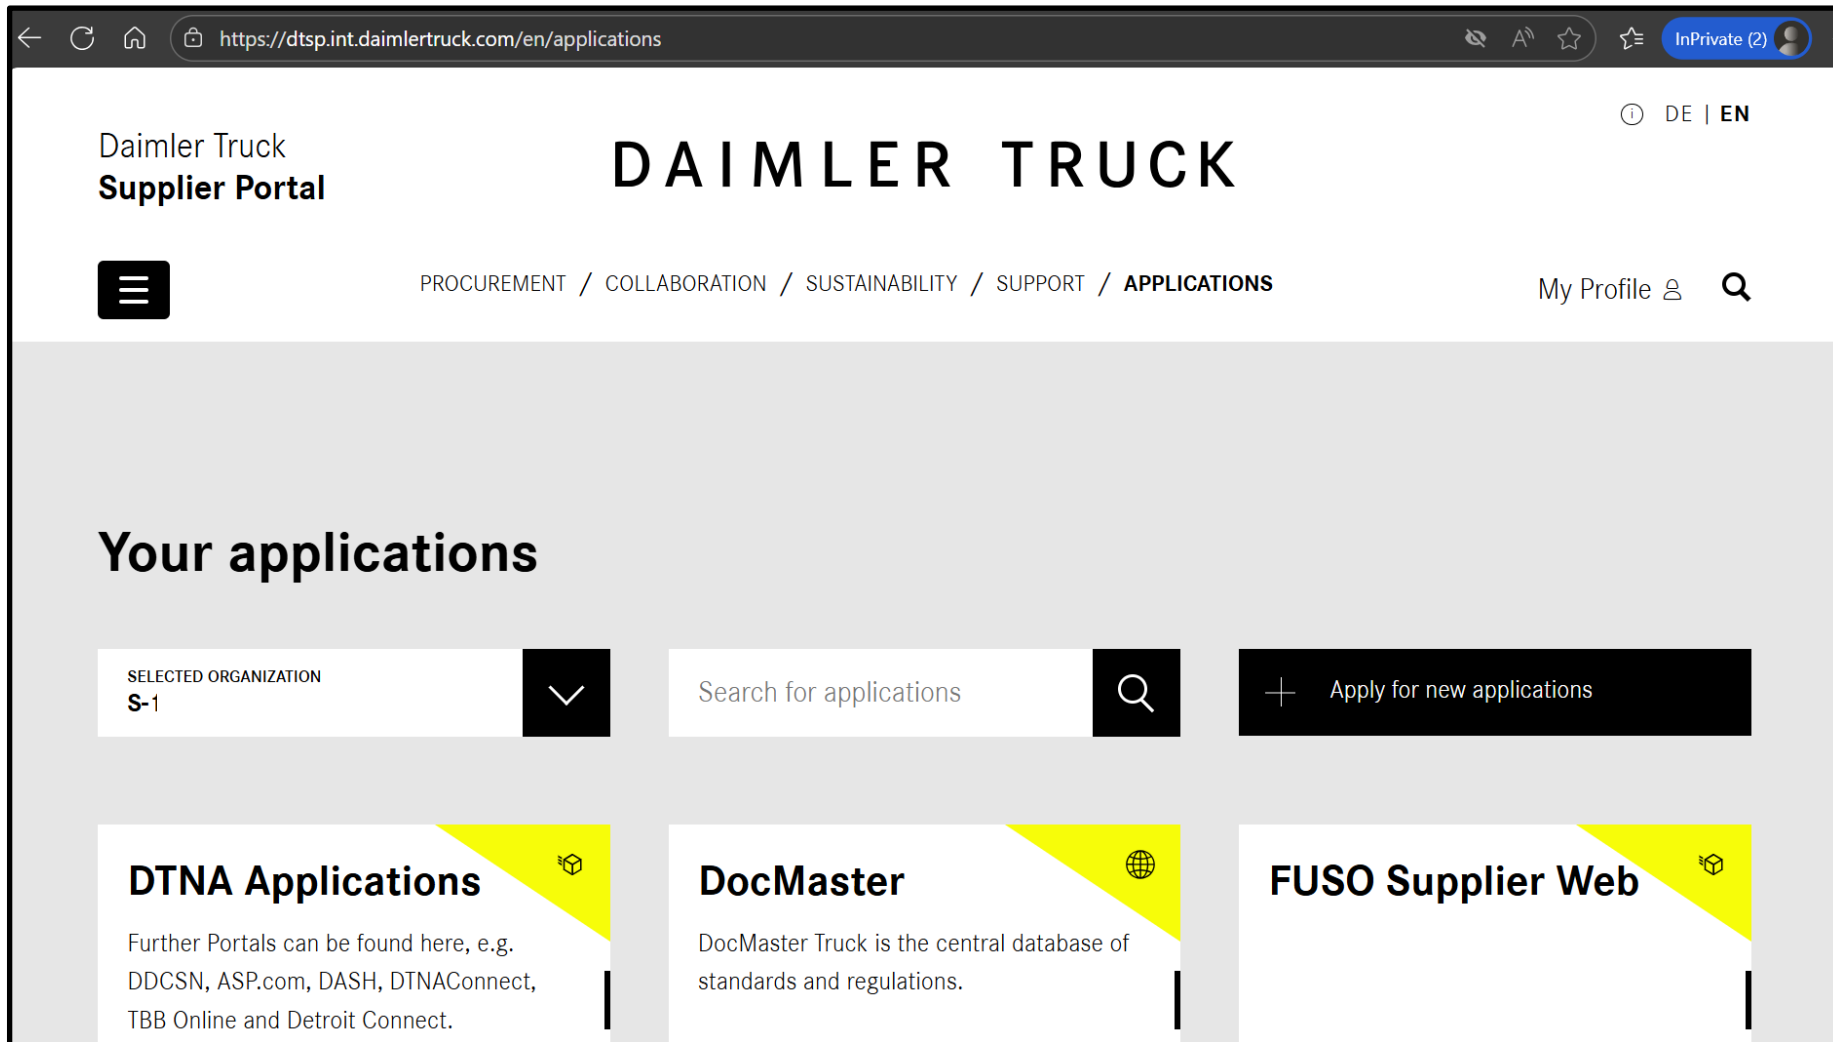 https://dtsp.int.daimlertruck.com/en/applications
InPrivate (2)
DE | EN
Daimler Truck
Supplier Portal
DAIMLER TRUCK
PROCUREMENT / COLLABORATION / SUSTAINABILITY / SUPPORT / APPLICATIONS
My Profile
Your applications
SELECTED ORGANIZATION
S-1
Search for applications
Apply for new applications
DTNA Applications
Further Portals can be found here, e.g.
DDCSN, ASP.com, DASH, DTNAConnect,
TBB Online and Detroit Connect.
DocMaster
DocMaster Truck is the central database of
standards and regulations.
FUSO Supplier Web